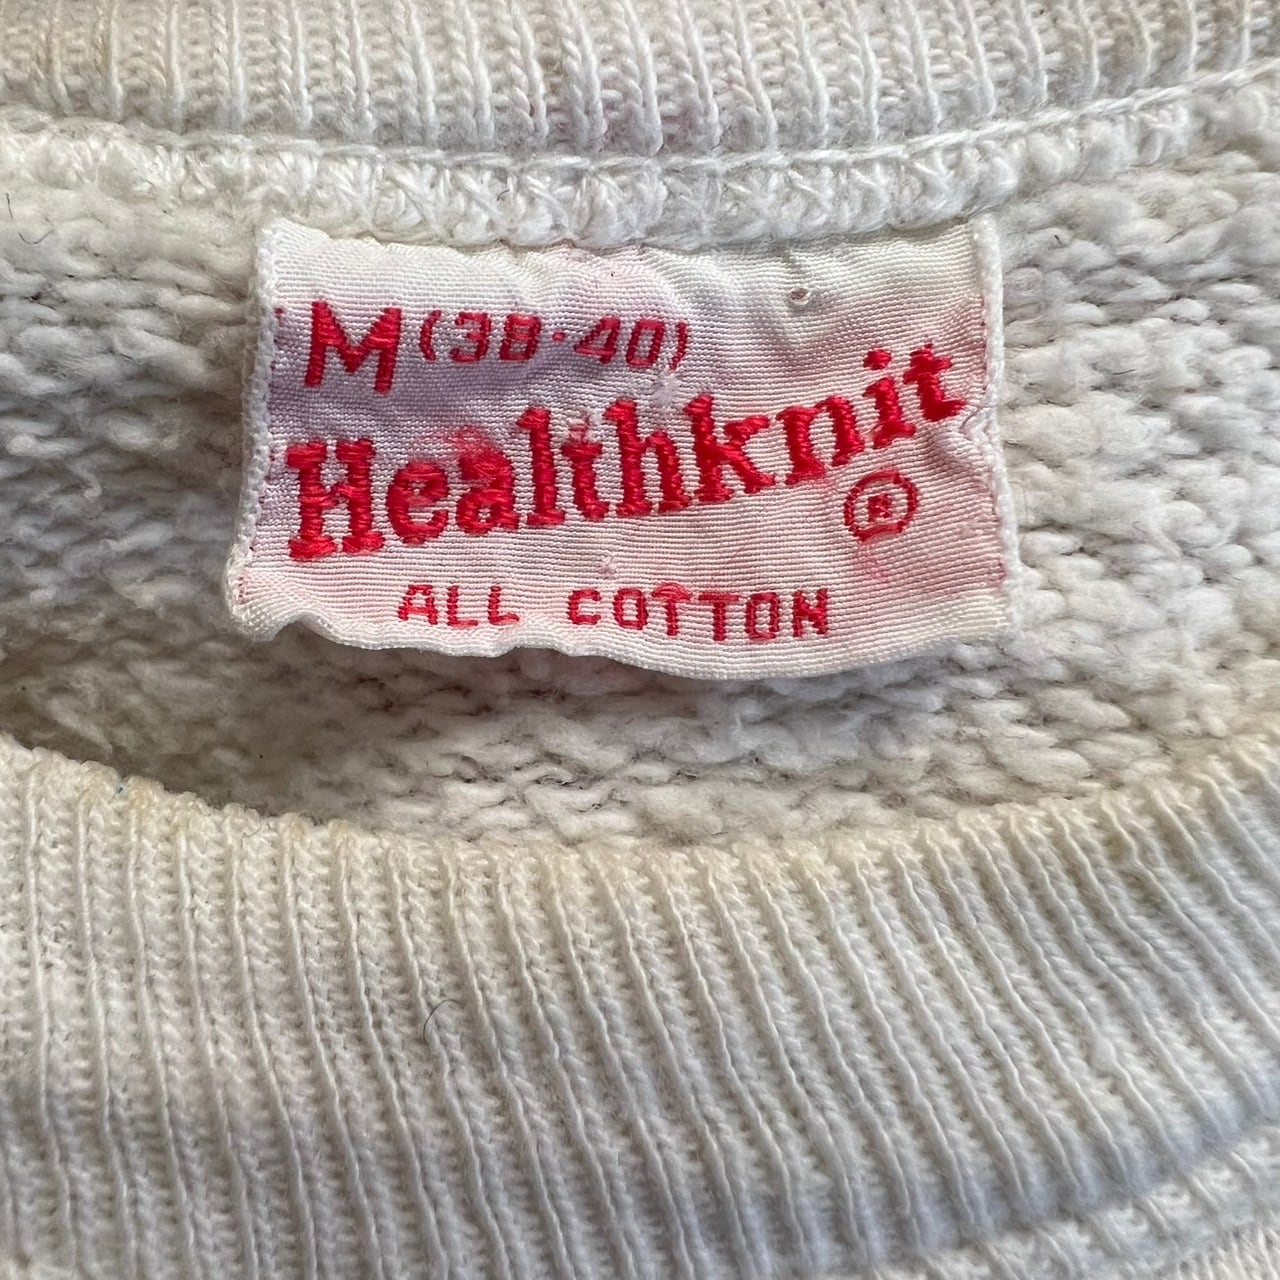 M (38-40)
Healthknit
®
ALL COTTON